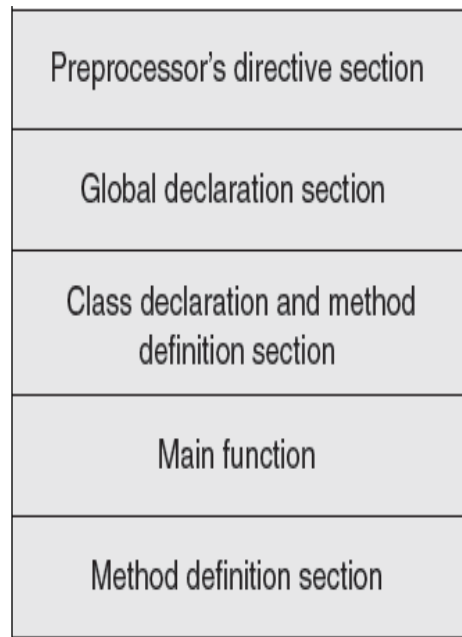 Preprocessor’s directive section
Global declaration section
Class declaration and method
definition section
Main function
Method definition section